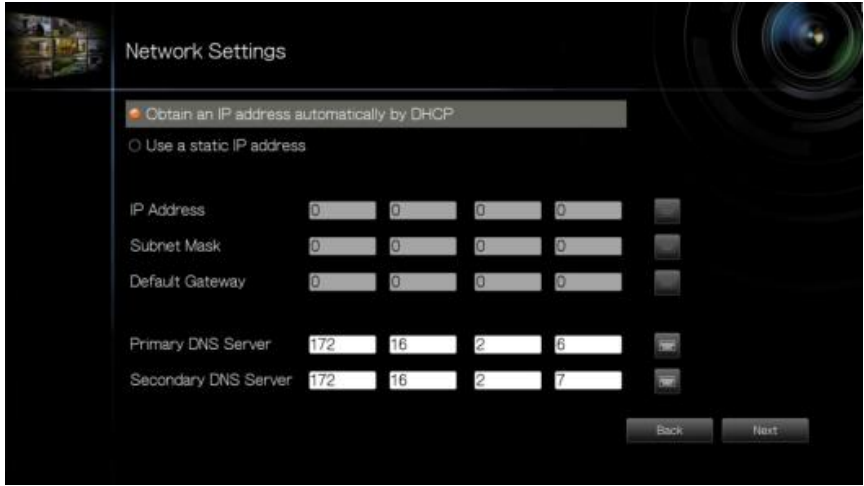 Network Settings
Obtain an IP address automatically by DHCP
Use a static IP address
IP Address 0 0 0 0
Subnet Mask 0 0 0 0
Default Gateway 0 0 0 0
Primary DNS Server 172 16 2 6
Secondary DNS Server 172 16 2 7
Back Next